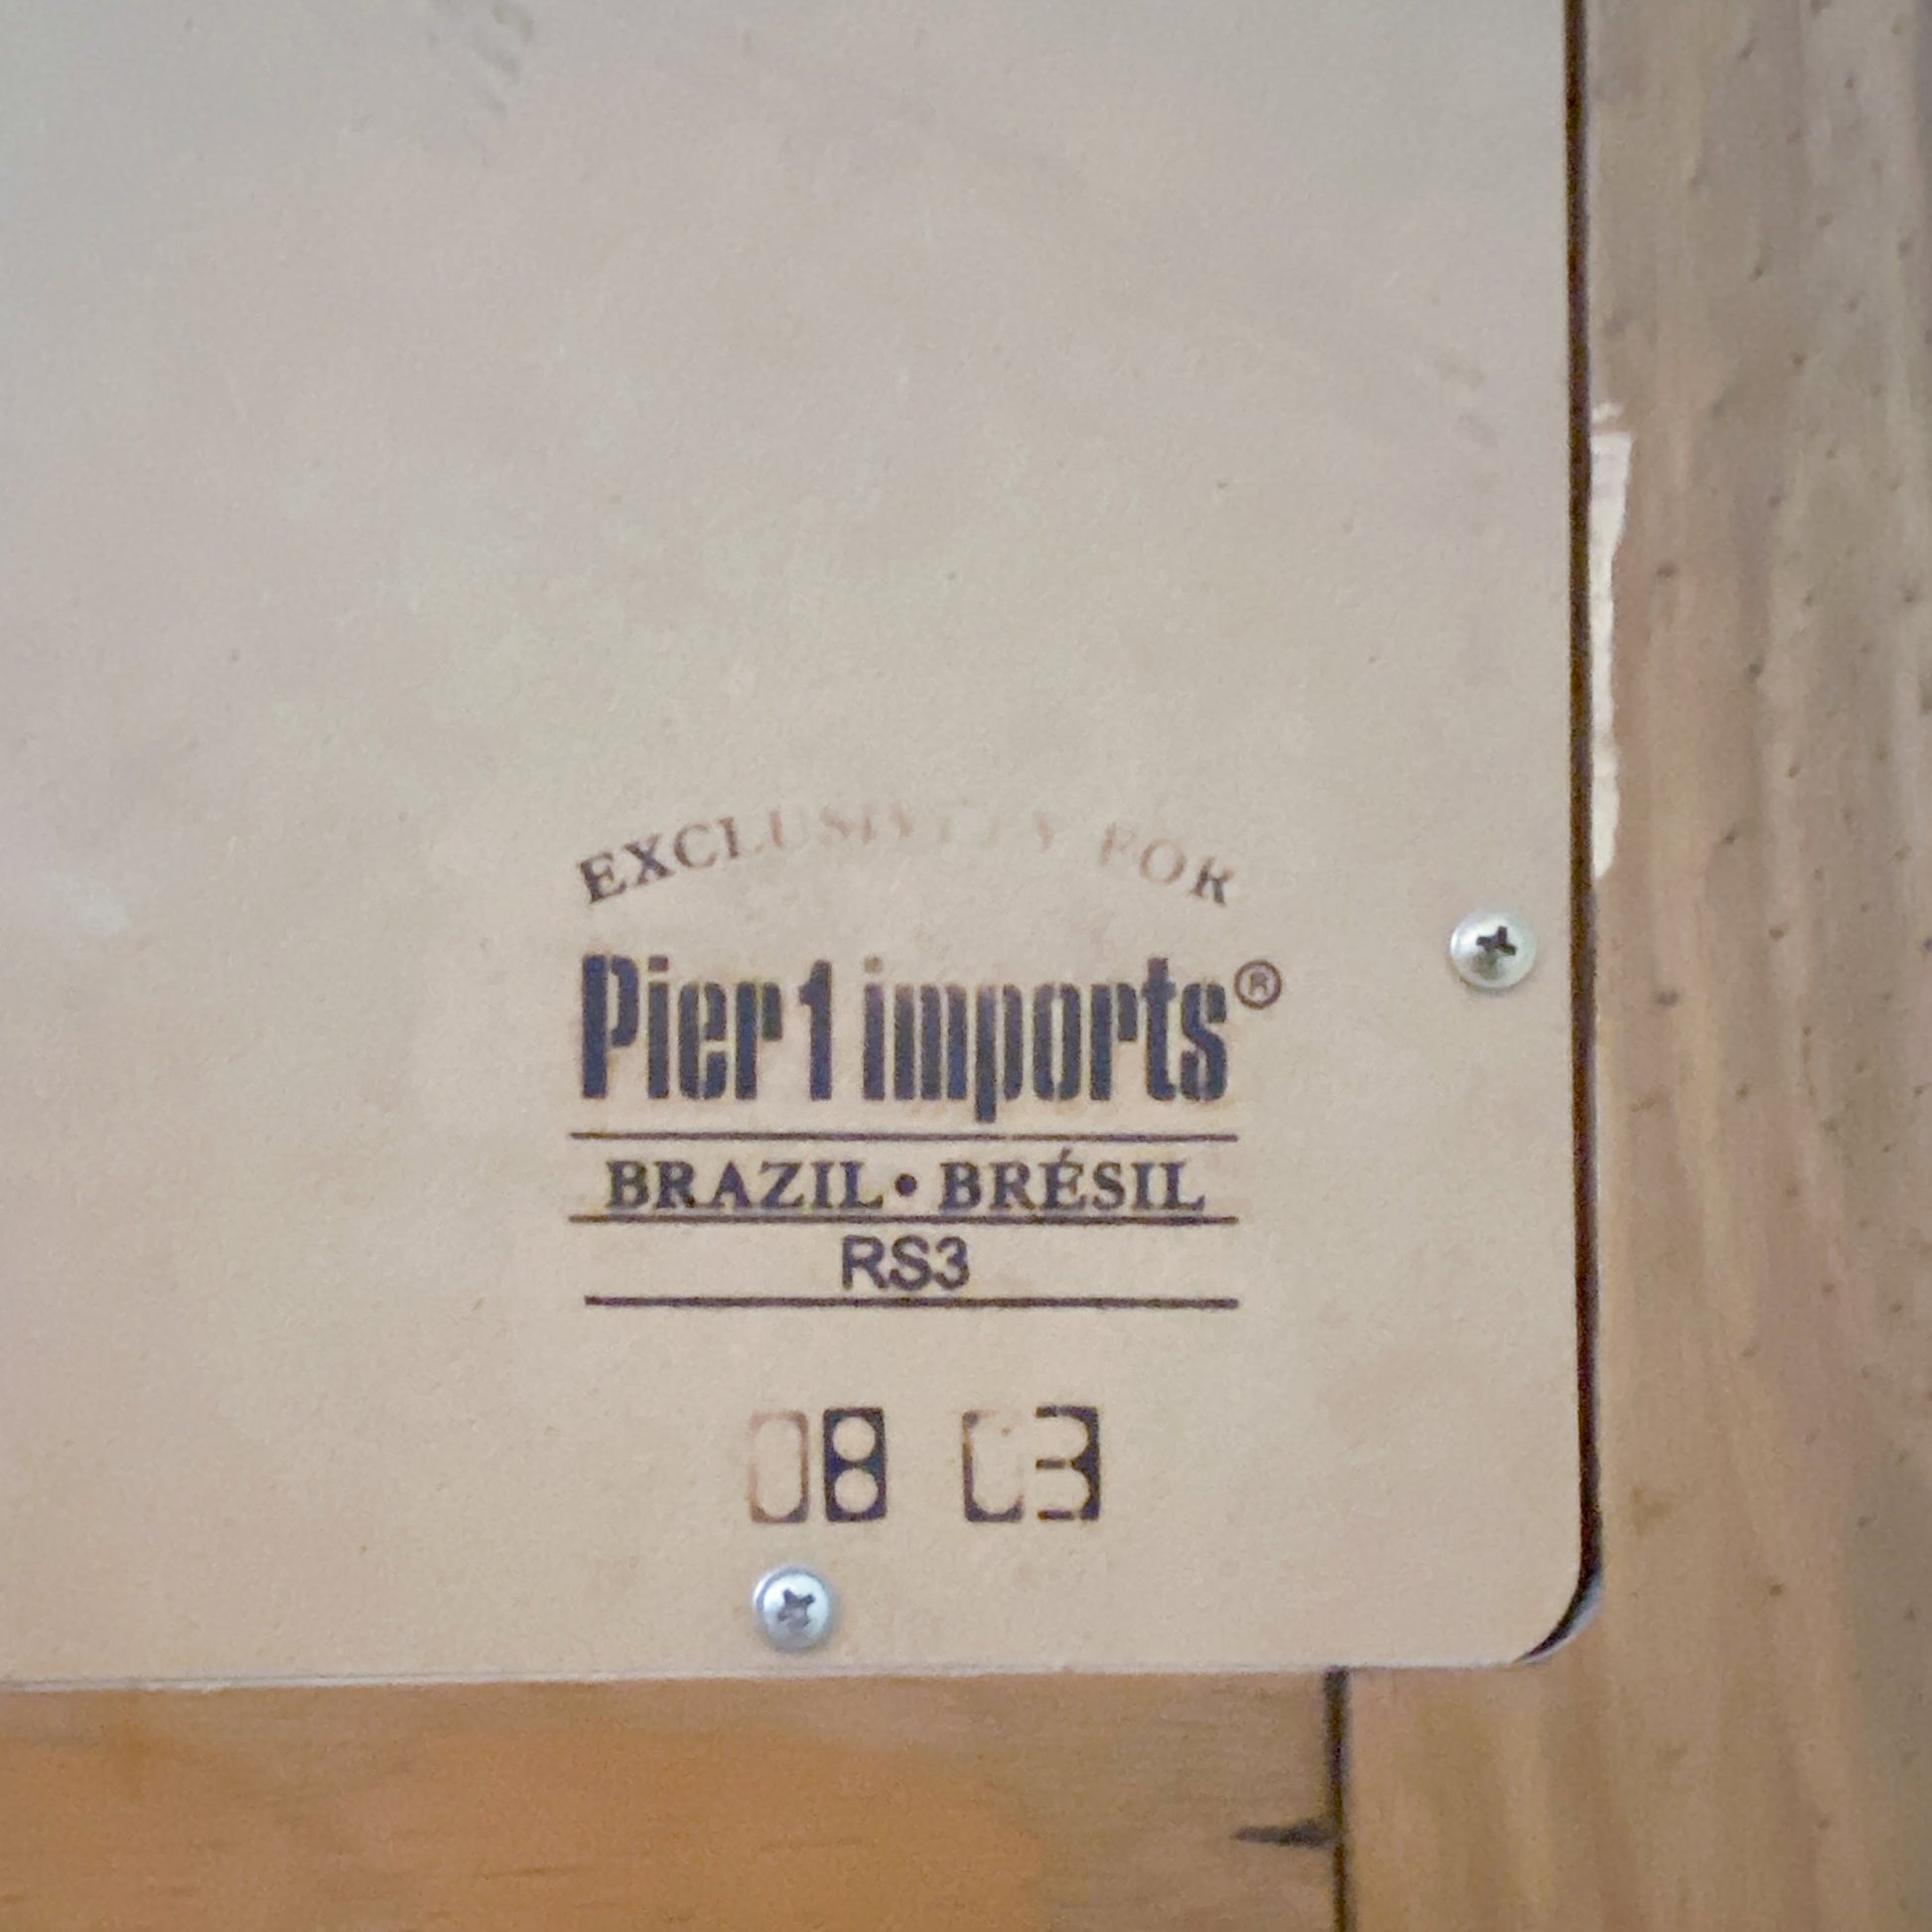 EXCLUSIVELY FOR
Pier 1 imports®
BRAZIL • BRÉSIL
RS3
08 03